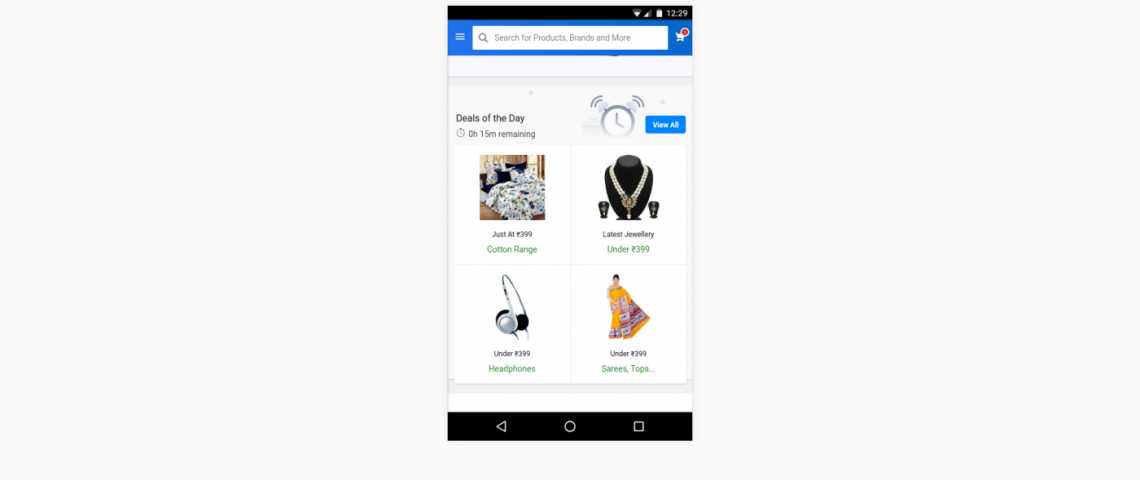 12:29
Search for Products, Brands and More
Deals of the Day
0h 15m remaining
View All
Just At ₹399
Cotton Range
Latest Jewellery
Under ₹399
Under ₹399
Headphones
Under ₹399
Sarees, Tops...